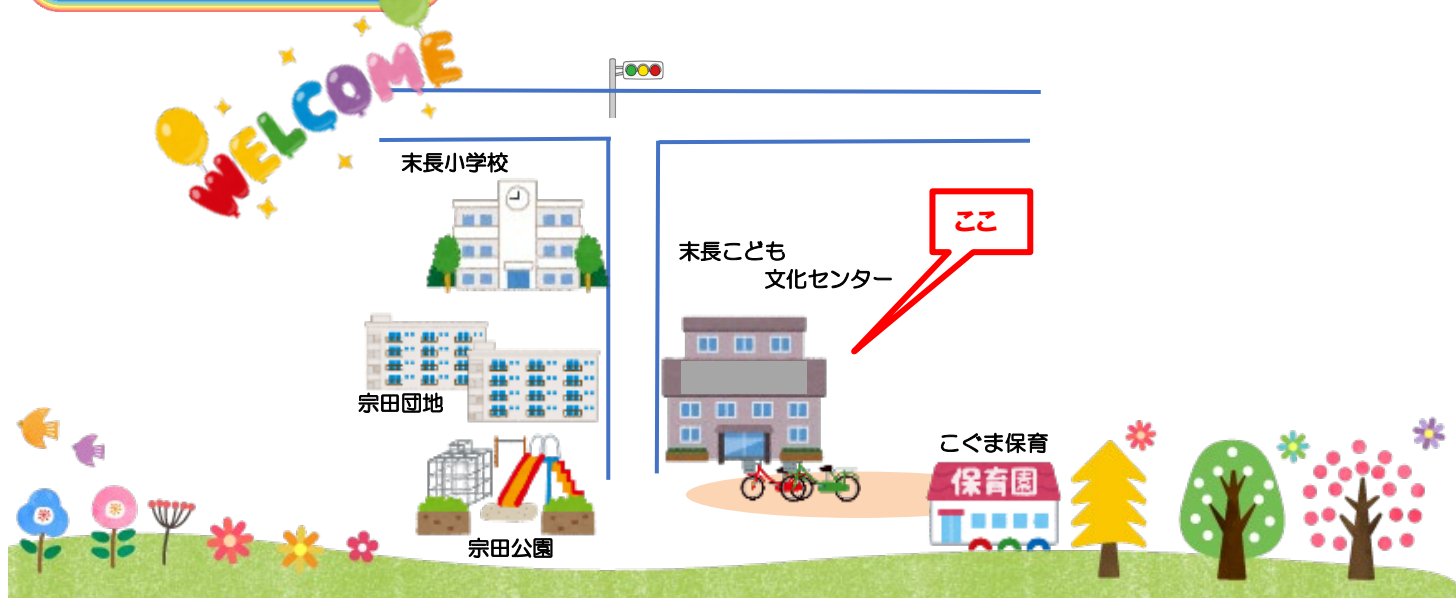 WELCOME
末長小学校
ここ
末長こども
文化センター
宗田団地
こぐま保育
保育園
宗田公園